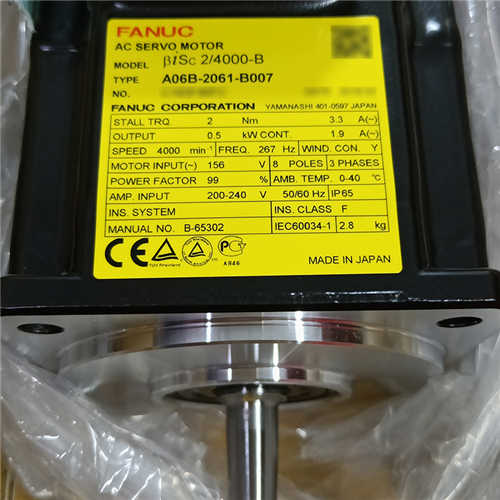 FANUC
AC SERVO MOTOR
MODEL βiSc 2/4000-B
TYPE A06B-2061-B007
NO.
FANUC CORPORATION YAMANASHI 401-0597 JAPAN
STALL TRQ. 2 Nm 3.3 A(~)
OUTPUT 0.5 kW CONT. 1.9 A(~)
SPEED 4000 min⁻¹ FREQ. 267 Hz WIND. CON. Y
MOTOR INPUT(~) 156 V 8 POLES 3 PHASES
POWER FACTOR 99 % AMB. TEMP. 0-40 ℃
AMP. INPUT 200-240 V 50/60 Hz IP65
INS. SYSTEM INS. CLASS F
MANUAL NO. B-65302 IEC60034-1 2.8 kg
CE TÜV Rheinland PCT
AЯ46
MADE IN JAPAN